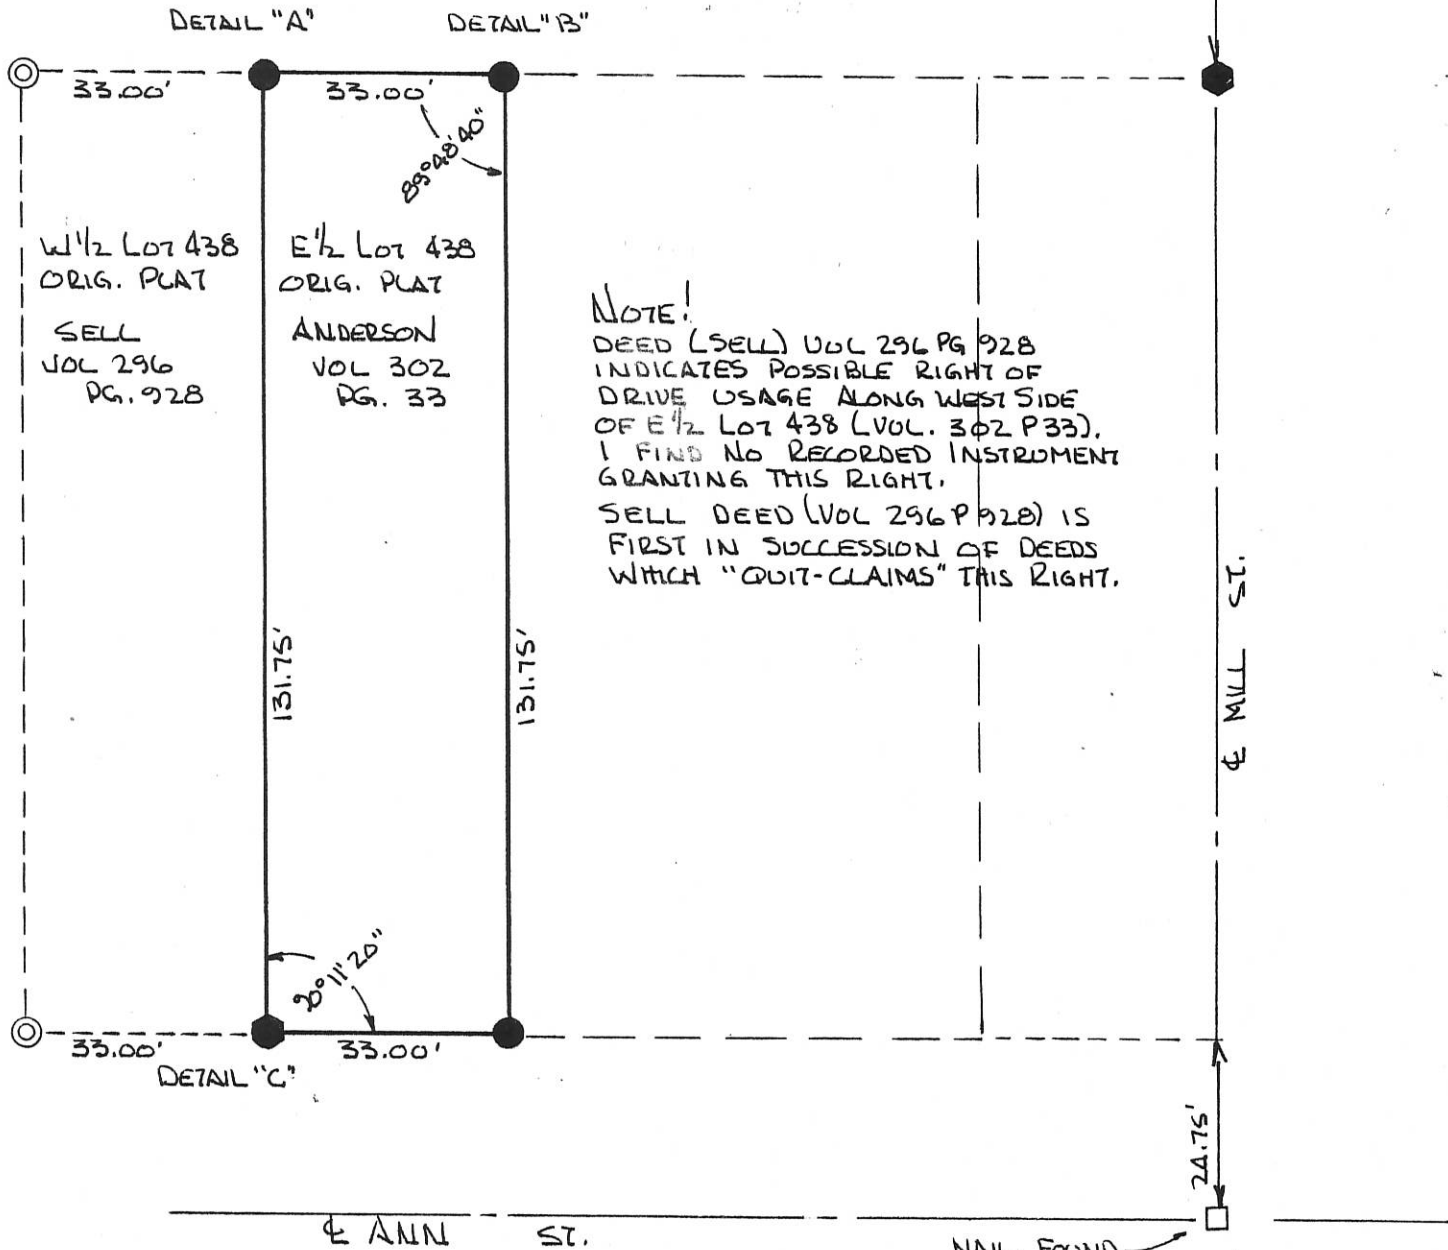 DETAIL "A"
DETAIL "B"
33.00'
33.00'
89°48'40"
W 1/2 LOT 438
ORIG. PLAT
SELL
VOL 296
PG. 928
E 1/2 LOT 438
ORIG. PLAT
ANDERSON
VOL 302
PG. 33
NOTE!
DEED (SELL) VOL 296 PG 928
INDICATES POSSIBLE RIGHT OF
DRIVE USAGE ALONG WEST SIDE
OF E 1/2 LOT 438 (VOL. 302 P 33).
I FIND NO RECORDED INSTRUMENT
GRANTING THIS RIGHT.
SELL DEED (VOL 296 P 928) IS
FIRST IN SUCCESSION OF DEEDS
WHICH "QUIT-CLAIMS" THIS RIGHT.
131.75'
131.75'
℄ MILL ST.
90°11'20"
33.00'
33.00'
DETAIL "C"
24.75'
℄ ANN ST.
NAIL FOUND